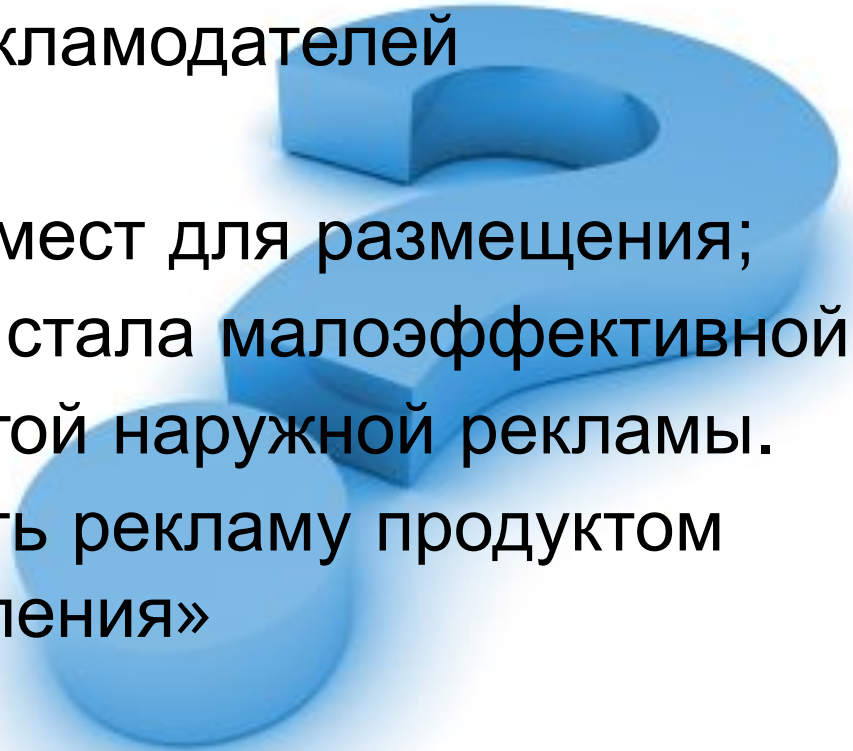 кламодателей
мест для размещения;
стала малоэффективной
той наружной рекламы.
ть рекламу продуктом
ления»